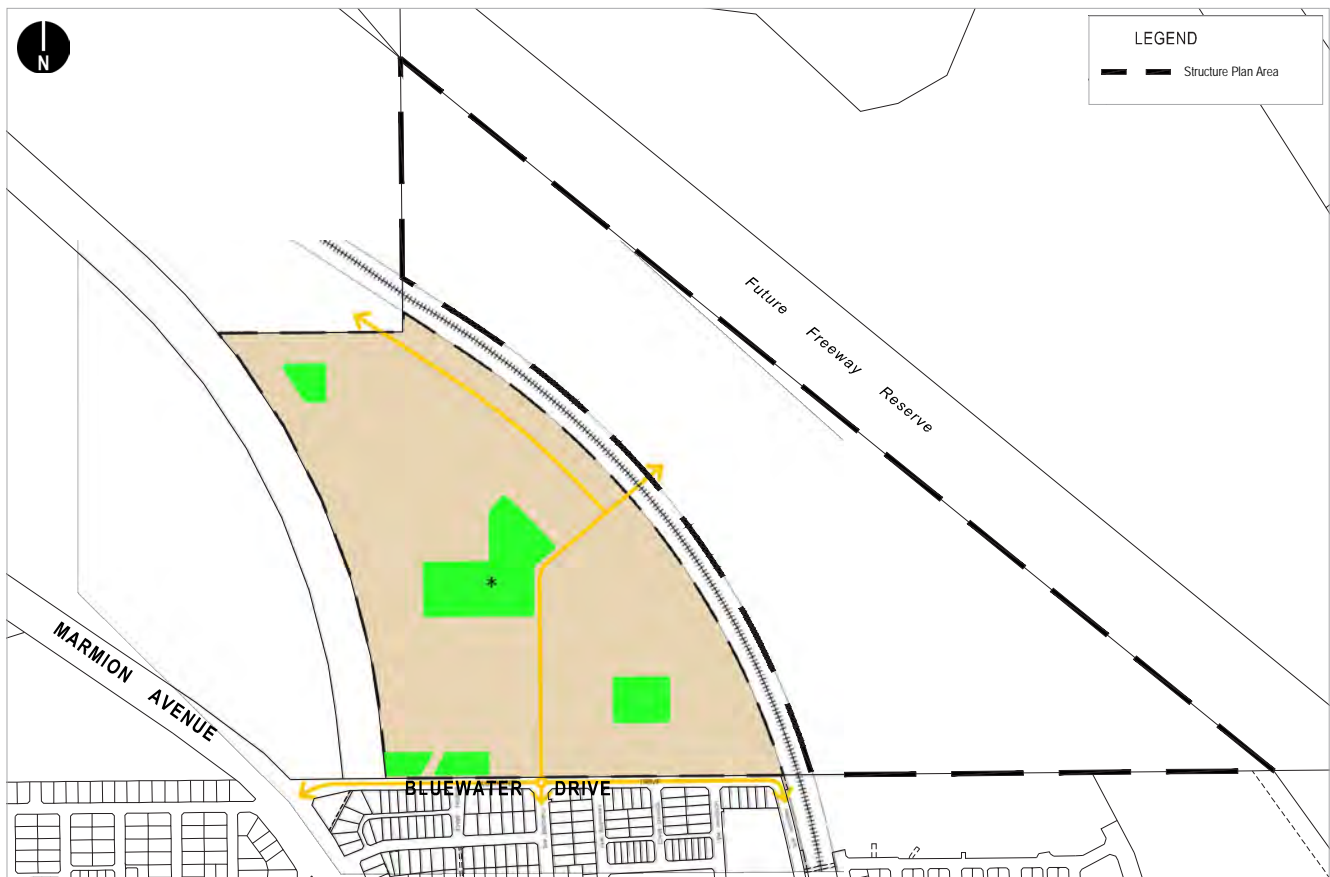 N
LEGEND
Structure Plan Area
Future Freeway Reserve
*
MARMION AVENUE
BLUEWATER DRIVE